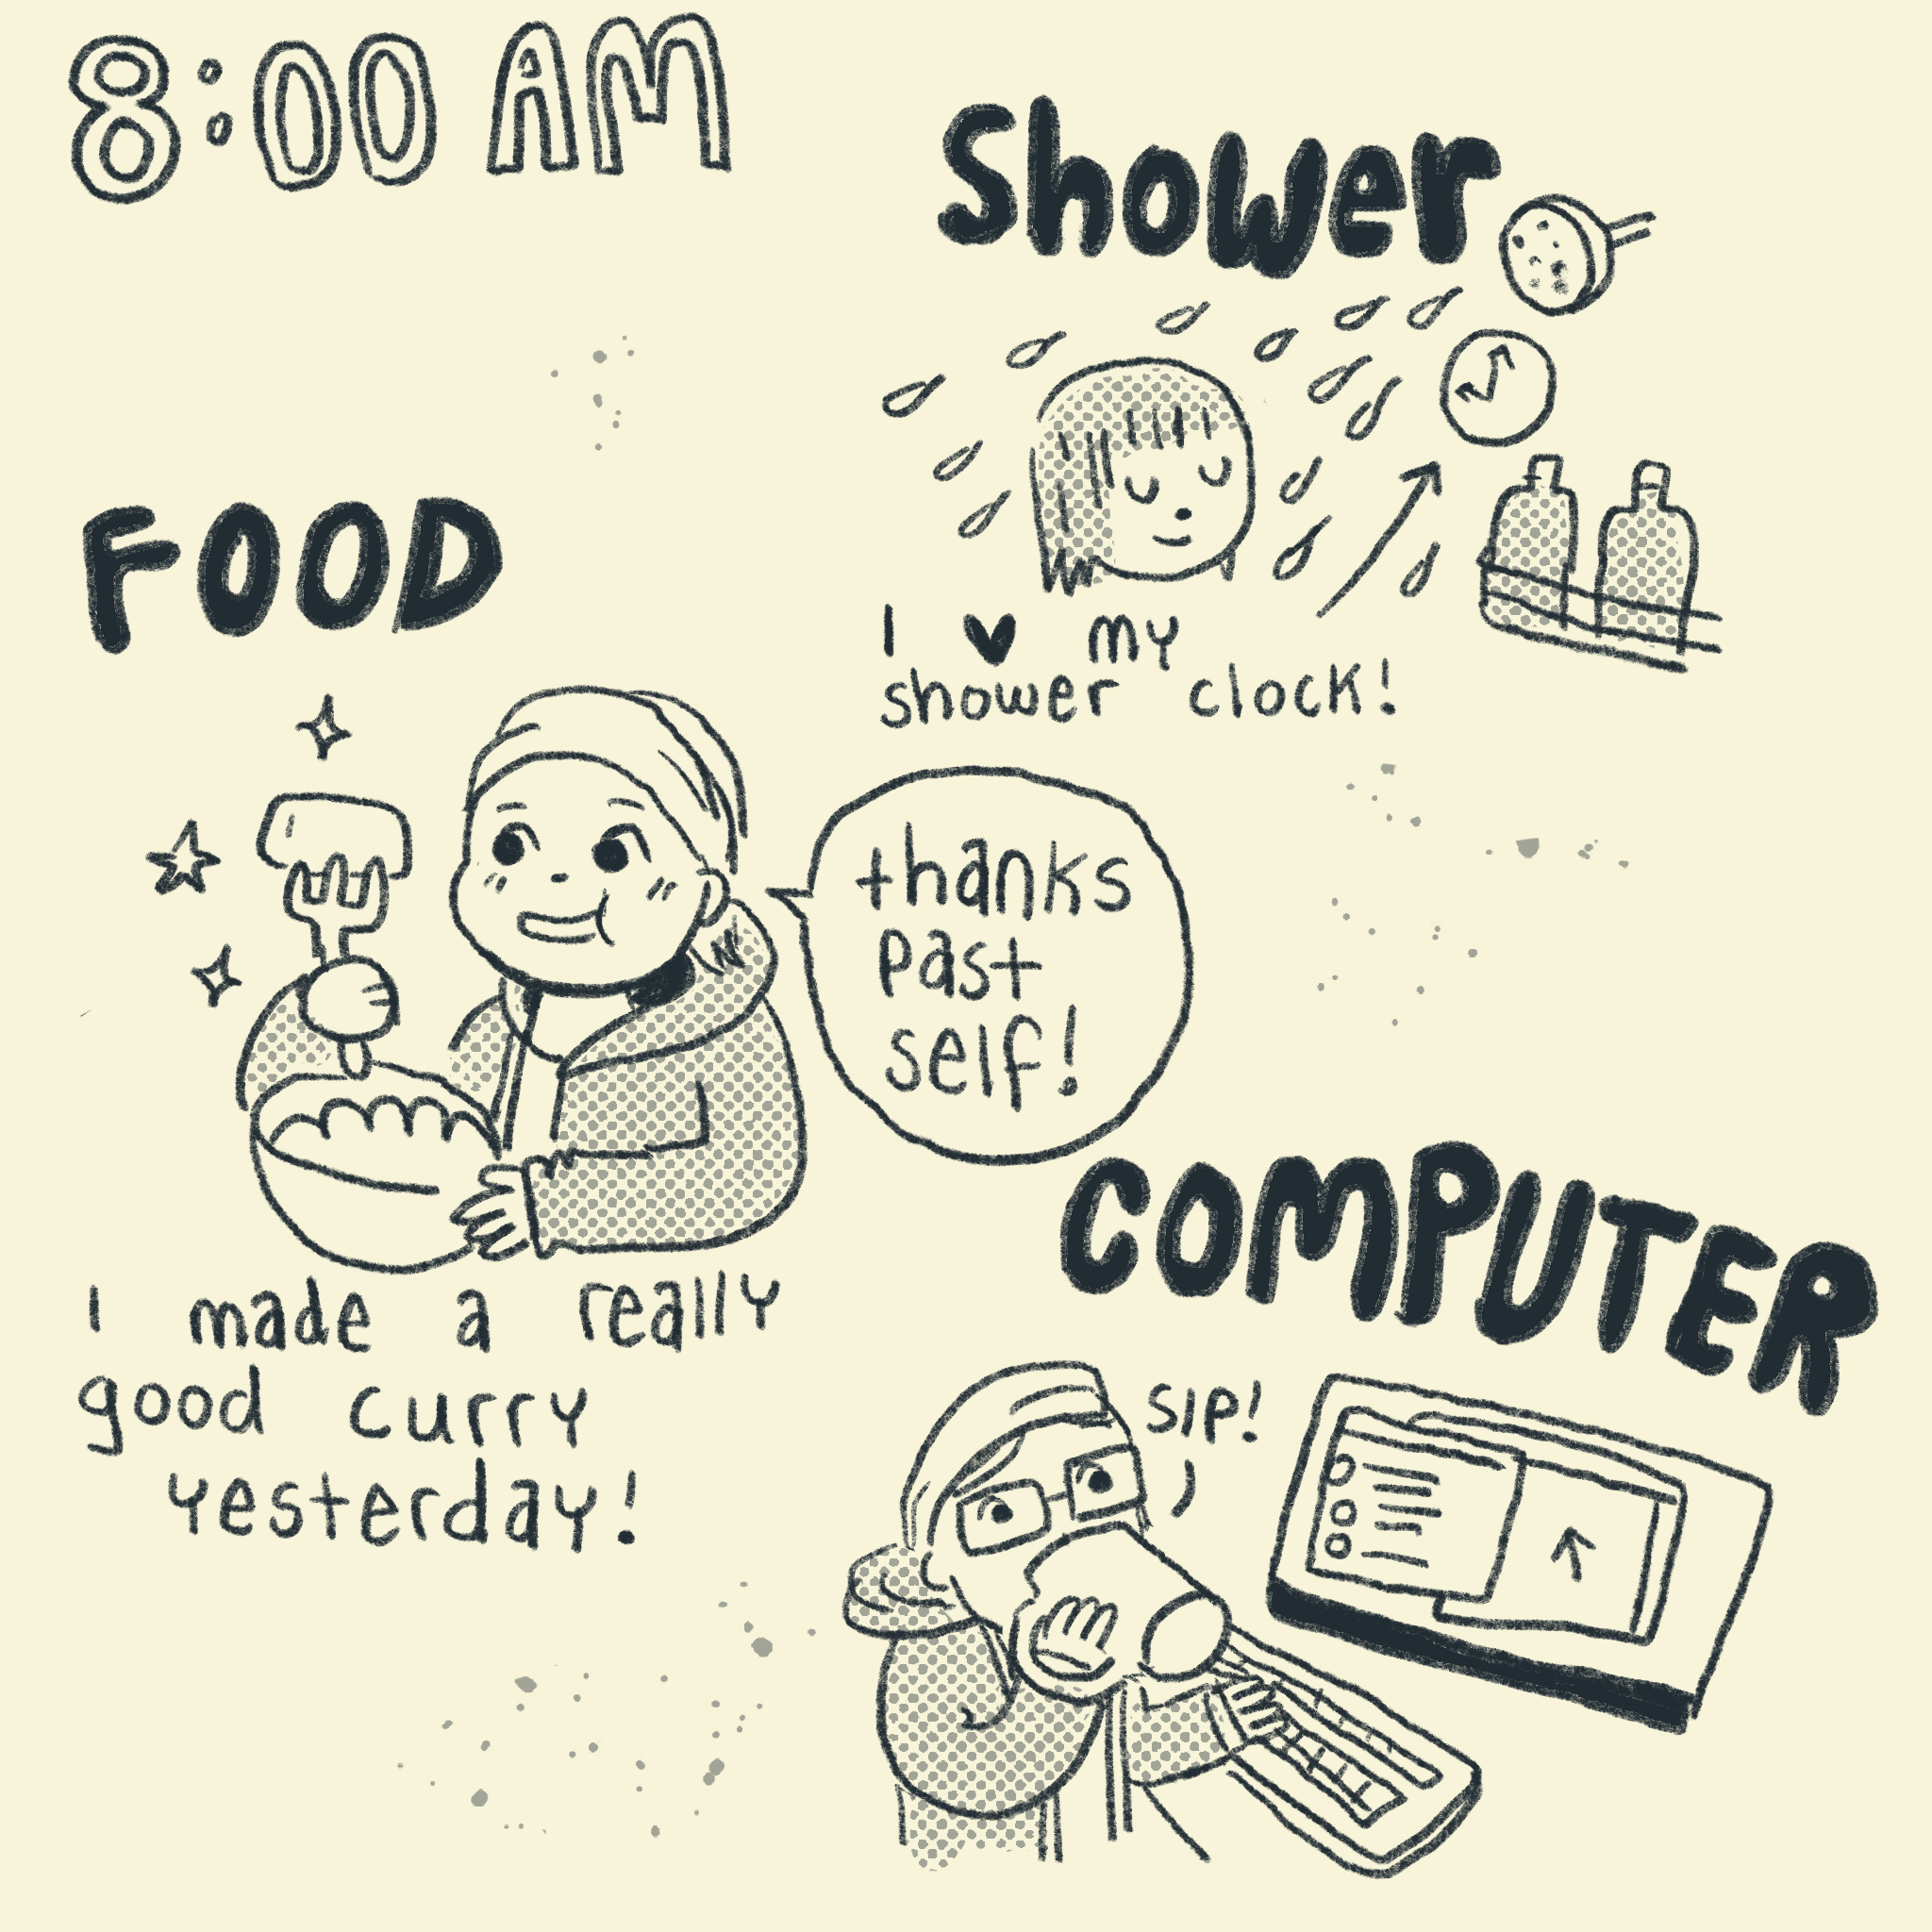 8:00 AM
Shower
I ♥ my
shower clock!
FOOD
thanks
past
self!
I made a really
good curry
yesterday!
COMPUTER
SIP!